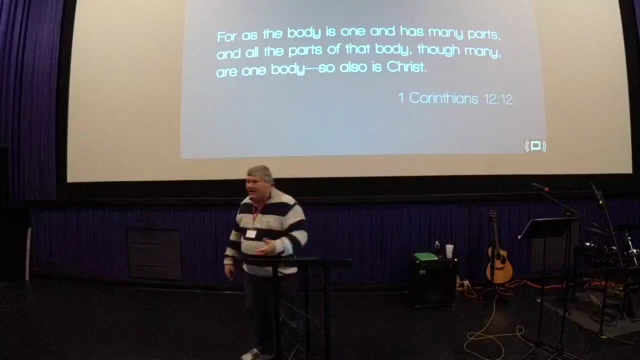 For as the body is one and has many parts,
and all the parts of that body, though many,
are one body—so also is Christ.
1 Corinthians 12:12